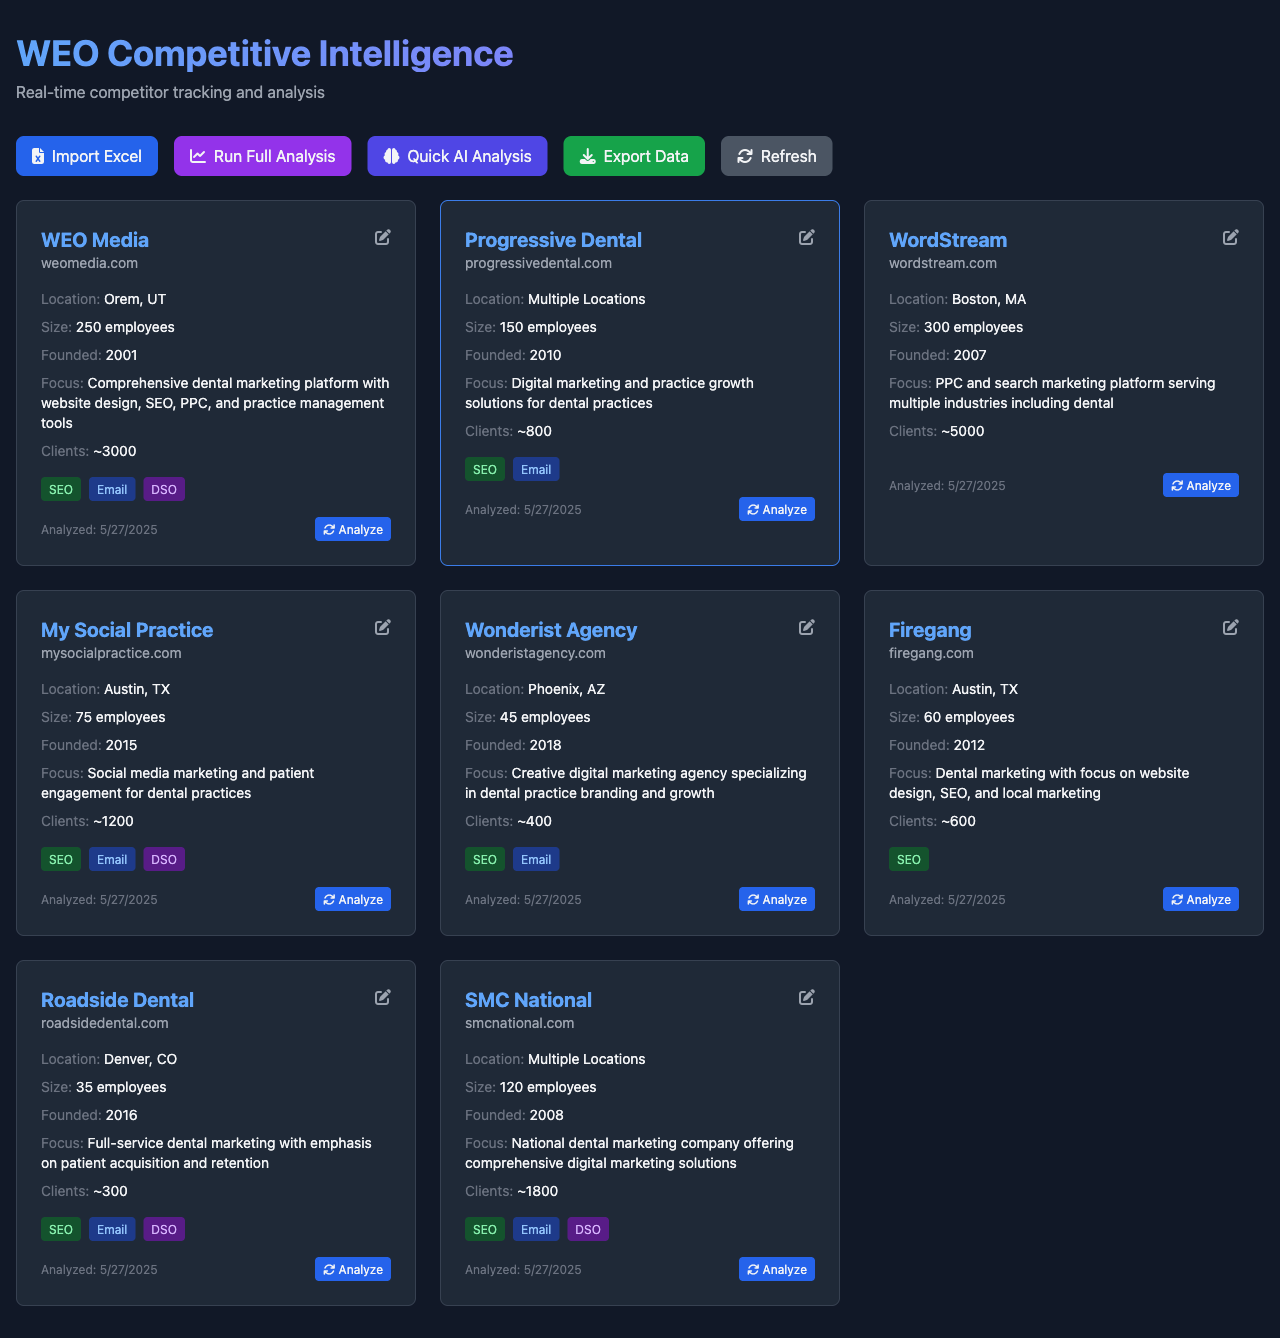 WEO Competitive Intelligence
Real-time competitor tracking and analysis
Import Excel
Run Full Analysis
Quick AI Analysis
Export Data
Refresh
WEO Media
weomedia.com
Location: Orem, UT
Size: 250 employees
Founded: 2001
Focus: Comprehensive dental marketing platform with
website design, SEO, PPC, and practice management
tools
Clients: ~3000
SEO Email DSO
Analyzed: 5/27/2025
Analyze
Progressive Dental
progressivedental.com
Location: Multiple Locations
Size: 150 employees
Founded: 2010
Focus: Digital marketing and practice growth
solutions for dental practices
Clients: ~800
SEO Email
Analyzed: 5/27/2025
Analyze
WordStream
wordstream.com
Location: Boston, MA
Size: 300 employees
Founded: 2007
Focus: PPC and search marketing platform serving
multiple industries including dental
Clients: ~5000
Analyzed: 5/27/2025
Analyze
My Social Practice
mysocialpractice.com
Location: Austin, TX
Size: 75 employees
Founded: 2015
Focus: Social media marketing and patient
engagement for dental practices
Clients: ~1200
SEO Email DSO
Analyzed: 5/27/2025
Analyze
Wonderist Agency
wonderistagency.com
Location: Phoenix, AZ
Size: 45 employees
Founded: 2018
Focus: Creative digital marketing agency specializing
in dental practice branding and growth
Clients: ~400
SEO Email
Analyzed: 5/27/2025
Analyze
Firegang
firegang.com
Location: Austin, TX
Size: 60 employees
Founded: 2012
Focus: Dental marketing with focus on website
design, SEO, and local marketing
Clients: ~600
SEO
Analyzed: 5/27/2025
Analyze
Roadside Dental
roadsidedental.com
Location: Denver, CO
Size: 35 employees
Founded: 2016
Focus: Full-service dental marketing with emphasis
on patient acquisition and retention
Clients: ~300
SEO Email DSO
Analyzed: 5/27/2025
Analyze
SMC National
smcnational.com
Location: Multiple Locations
Size: 120 employees
Founded: 2008
Focus: National dental marketing company offering
comprehensive digital marketing solutions
Clients: ~1800
SEO Email DSO
Analyzed: 5/27/2025
Analyze